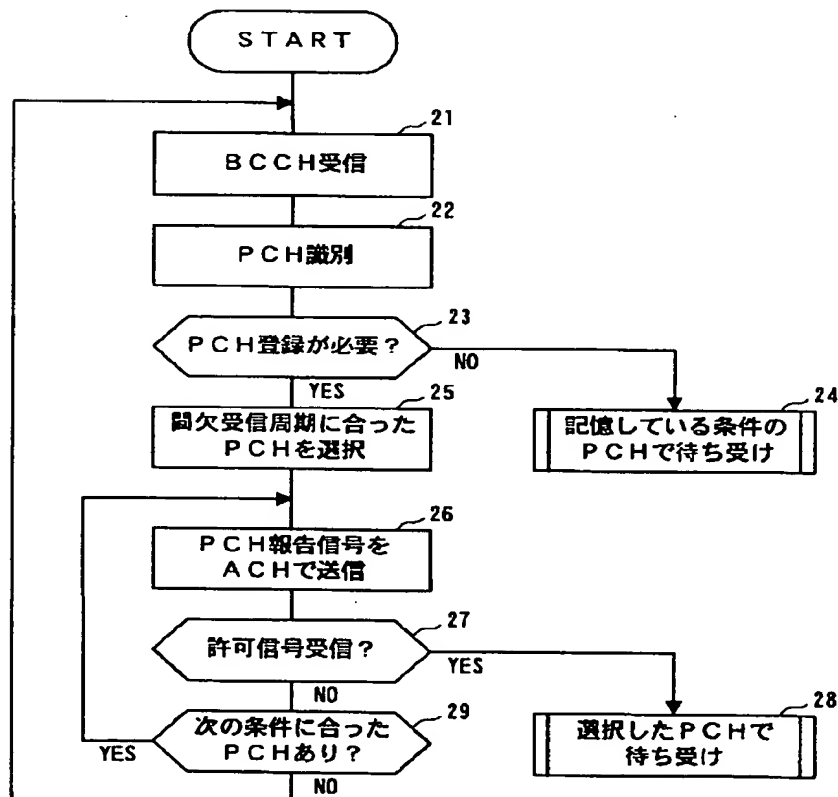 START
21
BCCH受信
22
PCH識別
23
PCH登録が必要?
NO
YES
25
間欠受信周期に合った
PCHを選択
24
記憶している条件の
PCHで待ち受け
26
PCH報告信号を
ACHで送信
27
許可信号受信?
YES
NO
29
次の条件に合った
PCHあり?
YES
NO
28
選択したPCHで
待ち受け